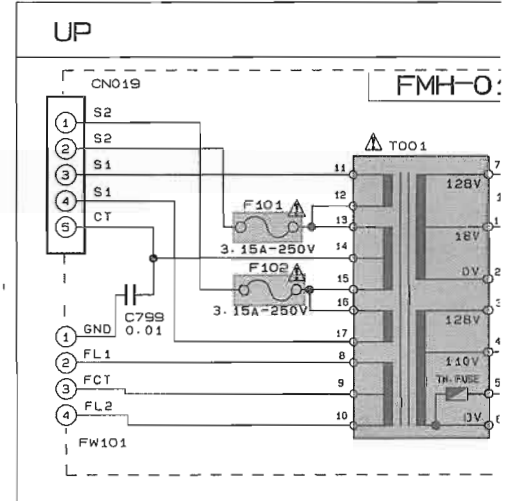 UP
FMH-0
CN019
1 S2
2 S2
3 S1
4 S1
5 CT
T001
11
12
13
14
15
16
17
8
9
10
F101
3.15A-250V
F102
3.15A-250V
C799
0.01
1 GND
2 FL1
3 FCT
4 FL2
FW101
128V
18V
0V
128V
110V
TH.FUSE
0V
7
1
1
2
3
4
5
6